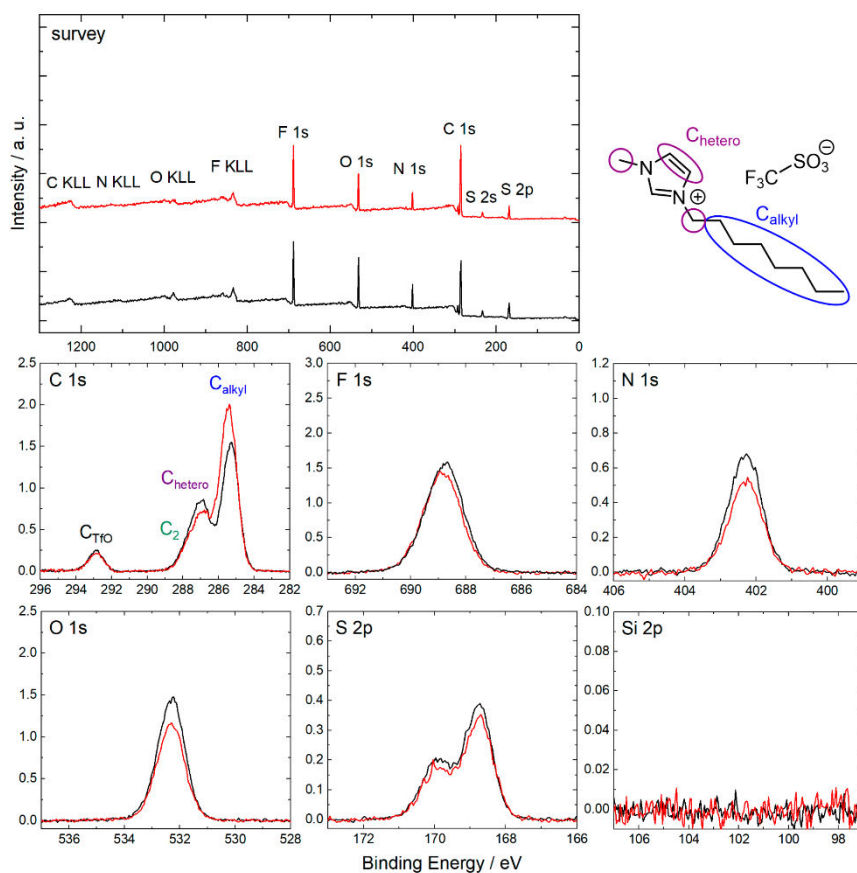 survey
Intensity / a. u.
C KLL N KLL O KLL F KLL F 1s O 1s N 1s C 1s S 2s S 2p
1200 1000 800 600 400 200 0
C_hetero
N
N
⊕
F₃C SO₃ ⊖
C_alkyl
C 1s
C_alkyl
C_hetero
C₂
C_TfO
2.5
2.0
1.5
1.0
0.5
0.0
296 294 292 290 288 286 284 282
F 1s
3.0
2.5
2.0
1.5
1.0
0.5
0.0
692 690 688 686 684
N 1s
1.2
1.0
0.8
0.6
0.4
0.2
0.0
406 404 402 400
O 1s
2.5
2.0
1.5
1.0
0.5
0.0
536 534 532 530 528
S 2p
0.7
0.6
0.5
0.4
0.3
0.2
0.1
0.0
172 170 168 166
Si 2p
0.10
0.08
0.06
0.04
0.02
0.00
106 104 102 100 98
Binding Energy / eV